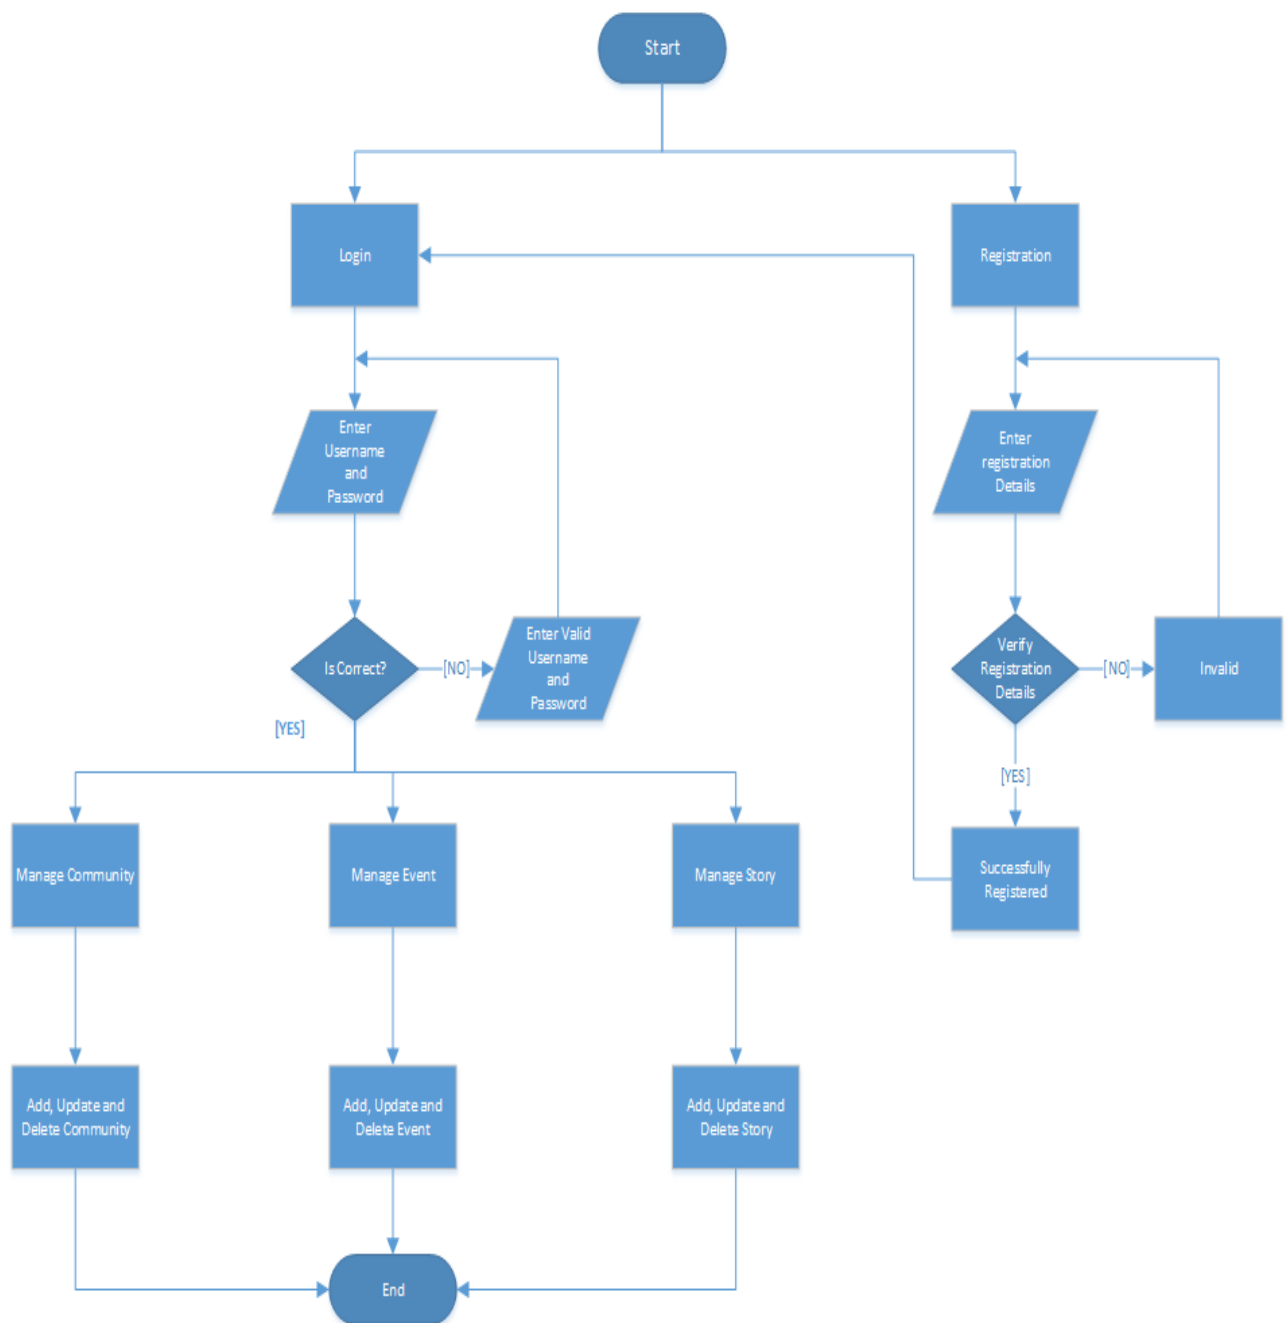 Start
Login
Registration
Enter
Username
and
Password
Enter
registration
Details
Is Correct?
[NO]
Enter Valid
Username
and
Password
Verify
Registration
Details
[NO]
Invalid
[YES]
[YES]
Manage Community
Manage Event
Manage Story
Successfully
Registered
Add, Update and
Delete Community
Add, Update and
Delete Event
Add, Update and
Delete Story
End